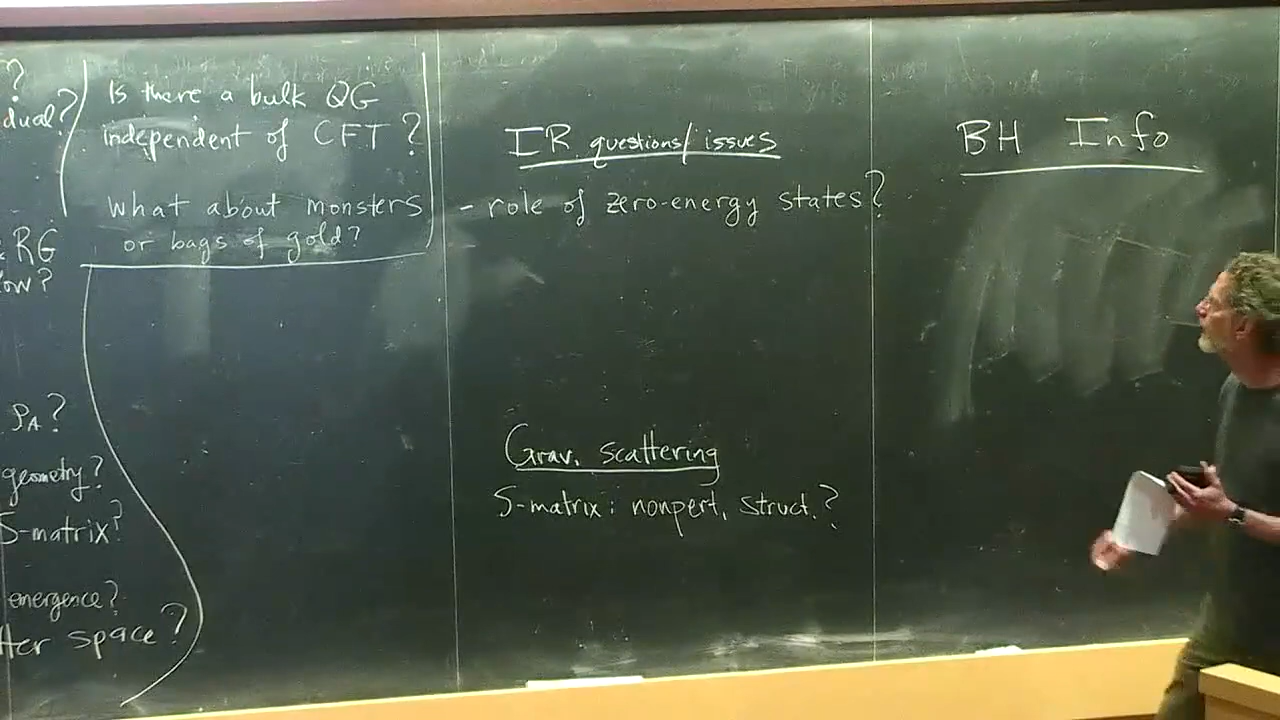 ?
dual?
& RG
ow?
ρA?
geometry?
S-matrix?
emergence?
tter space?
Is there a bulk QG
independent of CFT?
What about monsters
or bags of gold?
IR questions/issues
- role of zero-energy states?
Grav. scattering
S-matrix: nonpert. struct.?
BH Info